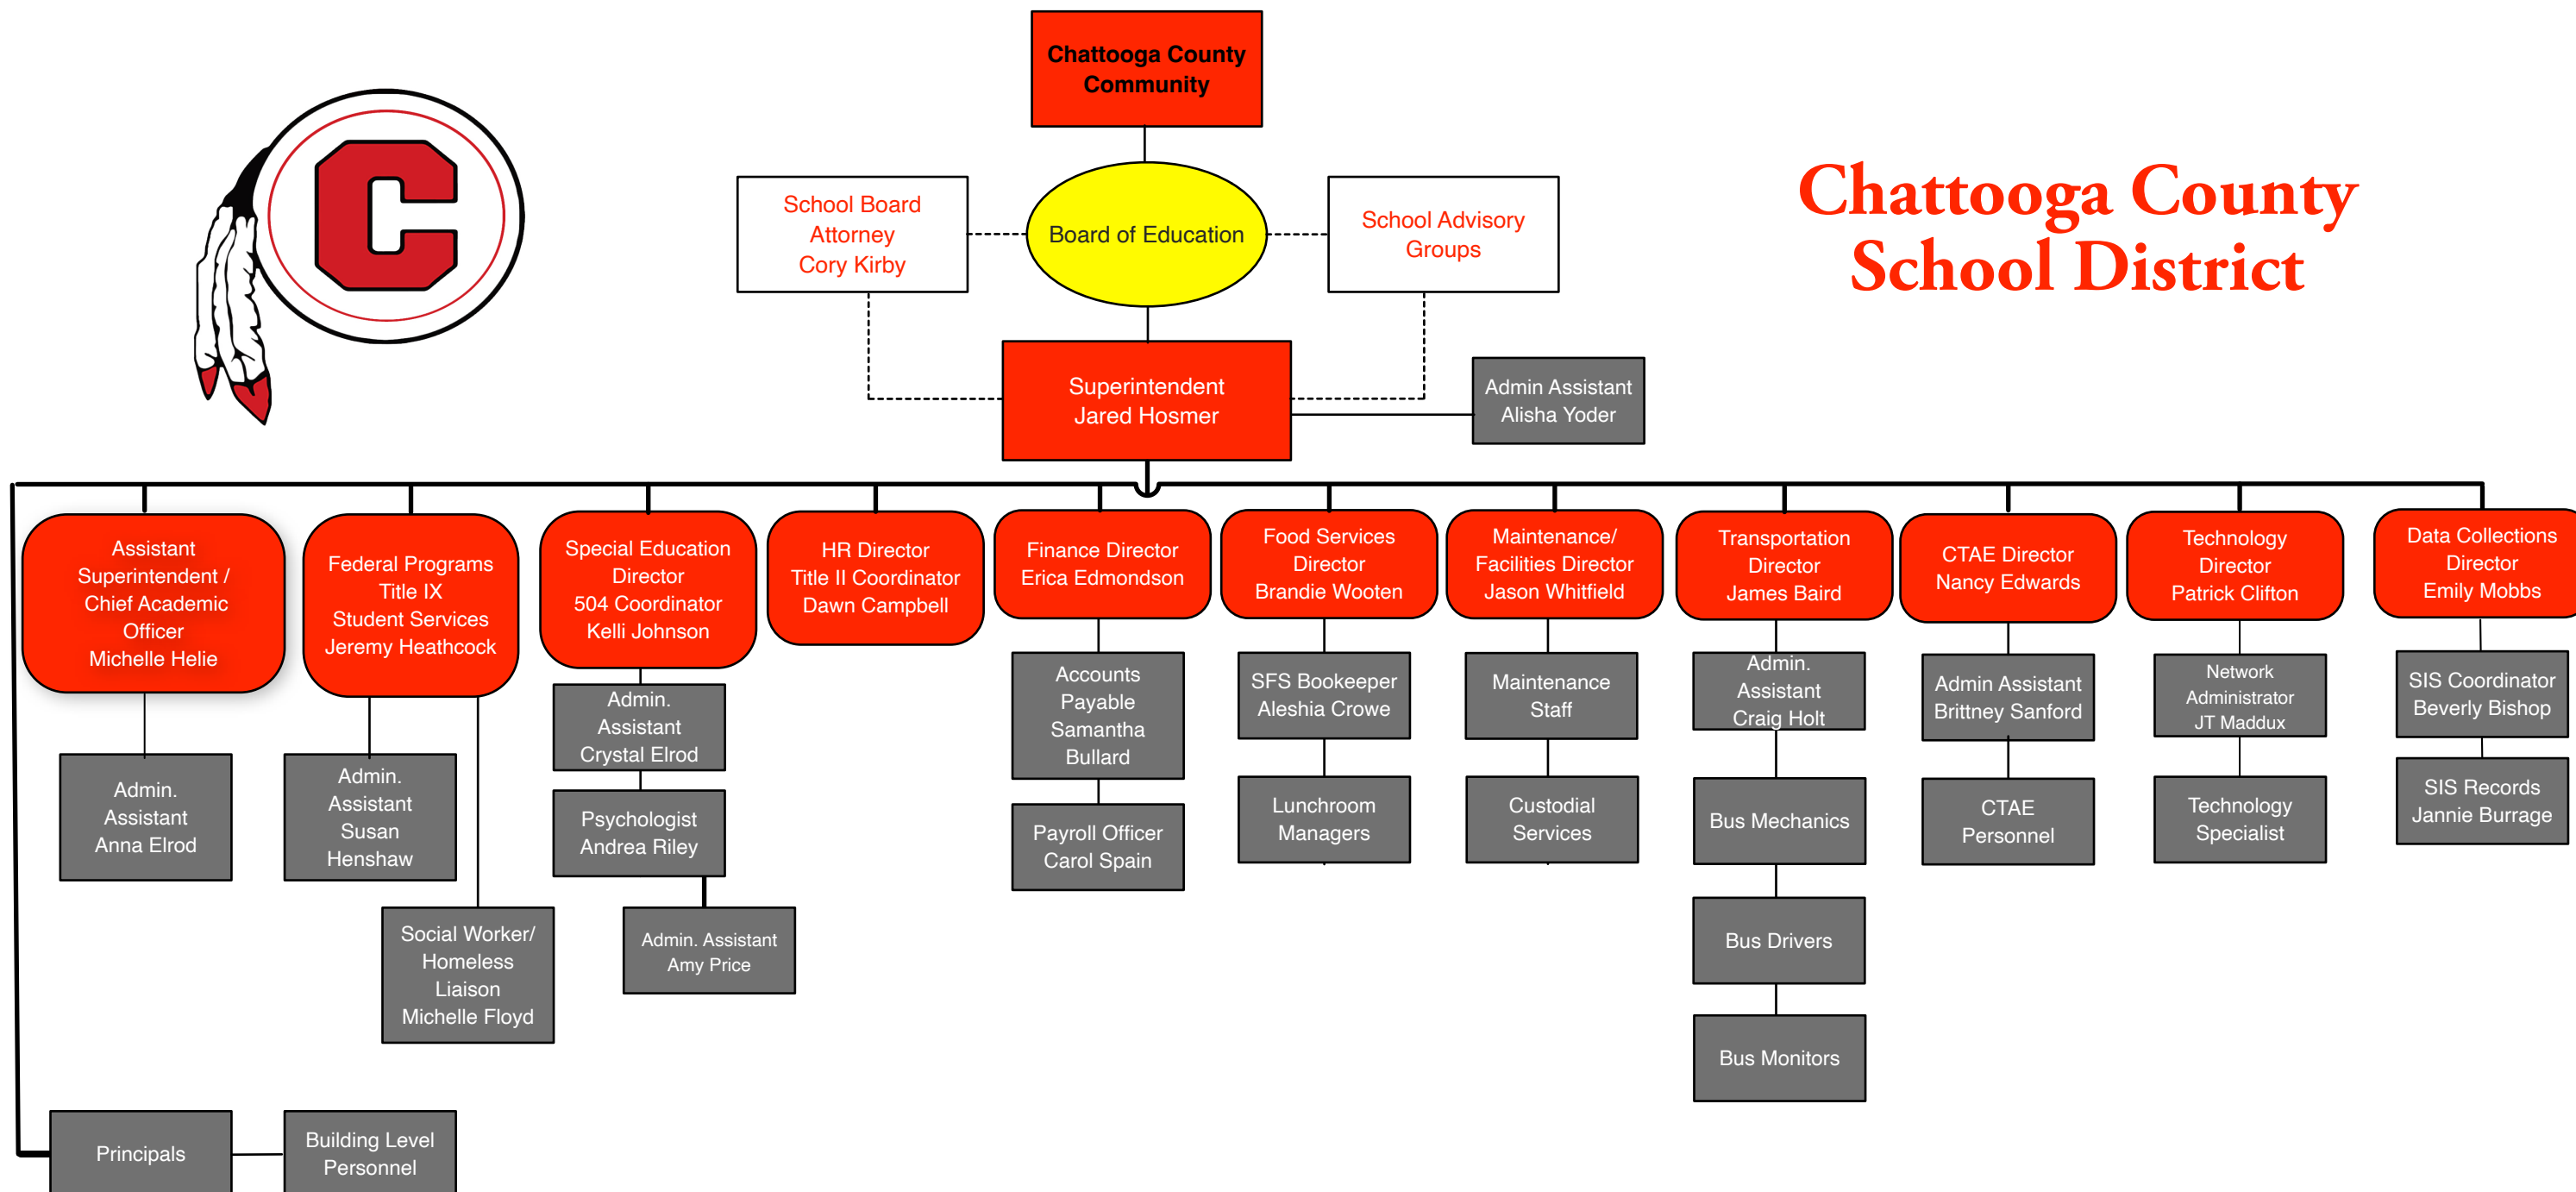 Chattooga County
Community
C
Chattooga County
School District
School Board
Attorney
Cory Kirby
Board of Education
School Advisory
Groups
Superintendent
Jared Hosmer
Admin Assistant
Alisha Yoder
Assistant
Superintendent /
Chief Academic
Officer
Michelle Helie
Federal Programs
Title IX
Student Services
Jeremy Heathcock
Special Education
Director
504 Coordinator
Kelli Johnson
HR Director
Title II Coordinator
Dawn Campbell
Finance Director
Erica Edmondson
Food Services
Director
Brandie Wooten
Maintenance/
Facilities Director
Jason Whitfield
Transportation
Director
James Baird
CTAE Director
Nancy Edwards
Technology
Director
Patrick Clifton
Data Collections
Director
Emily Mobbs
Admin.
Assistant
Anna Elrod
Admin.
Assistant
Susan
Henshaw
Social Worker/
Homeless
Liaison
Michelle Floyd
Admin.
Assistant
Crystal Elrod
Psychologist
Andrea Riley
Admin. Assistant
Amy Price
Accounts
Payable
Samantha
Bullard
Payroll Officer
Carol Spain
SFS Bookeeper
Aleshia Crowe
Lunchroom
Managers
Maintenance
Staff
Custodial
Services
Admin.
Assistant
Craig Holt
Bus Mechanics
Bus Drivers
Bus Monitors
Admin Assistant
Brittney Sanford
CTAE
Personnel
Network
Administrator
JT Maddux
Technology
Specialist
SIS Coordinator
Beverly Bishop
SIS Records
Jannie Burrage
Principals
Building Level
Personnel